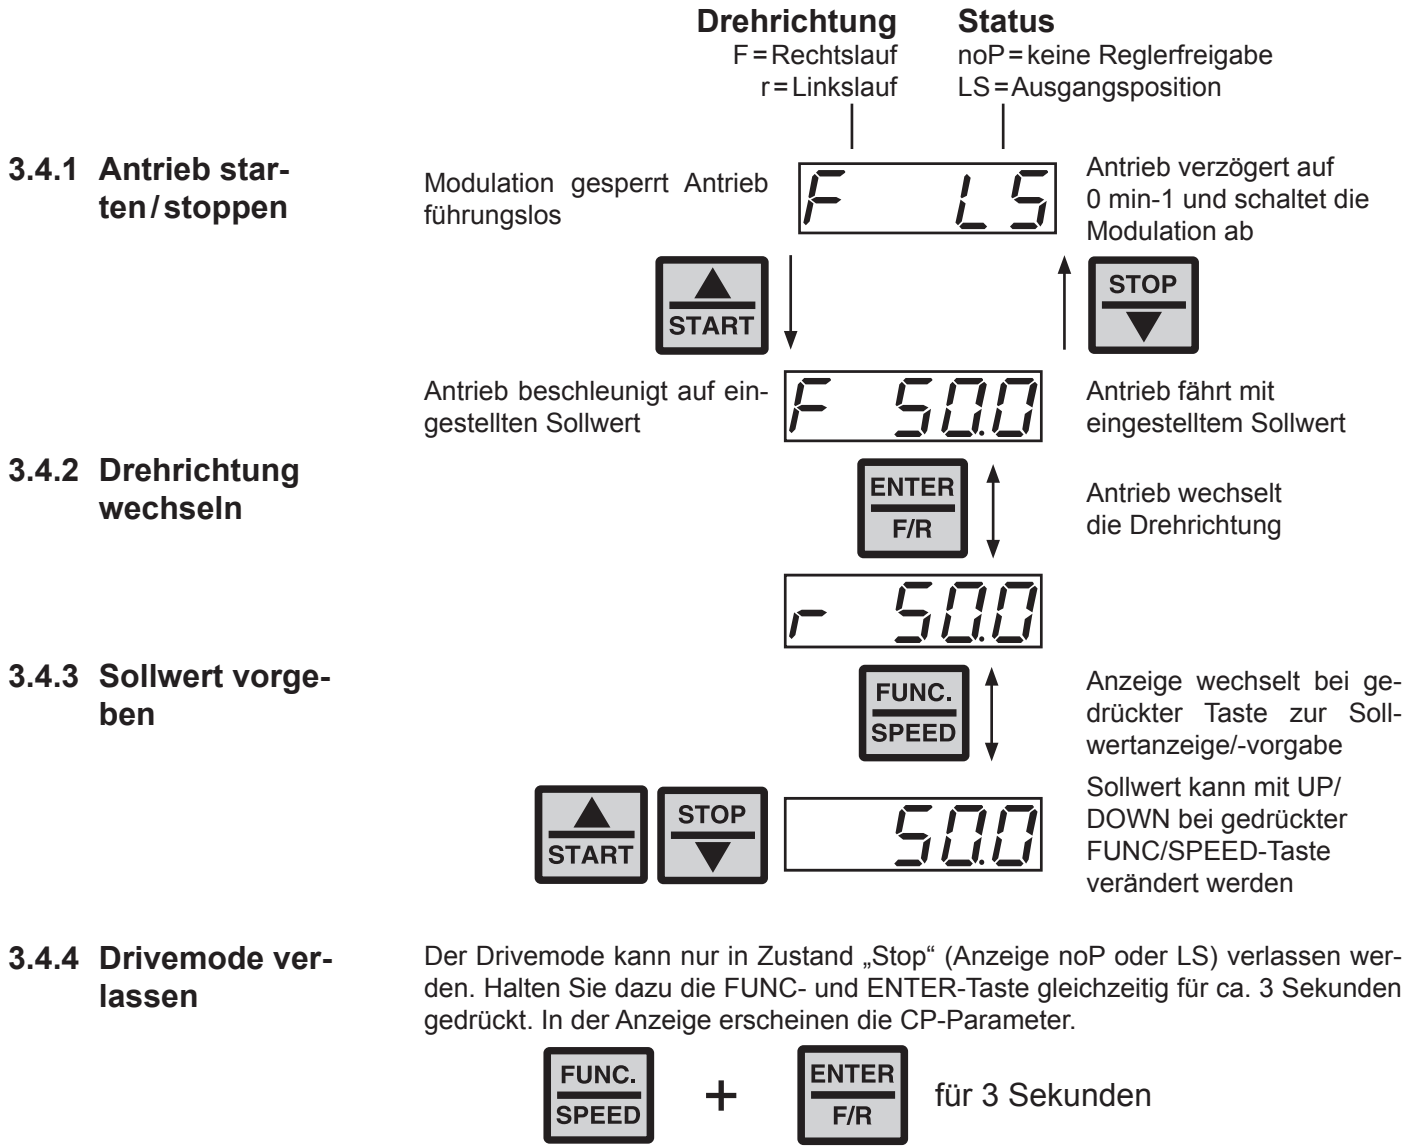 Drehrichtung
F=Rechtslauf
r=Linkslauf
Status
noP=keine Reglerfreigabe
LS=Ausgangsposition
3.4.1 Antrieb star-
ten/stoppen
Modulation gesperrt Antrieb
führungslos
F LS
Antrieb verzögert auf
0 min-1 und schaltet die
Modulation ab
START
STOP
Antrieb beschleunigt auf ein-
gestellten Sollwert
F 50.0
Antrieb fährt mit
eingestelltem Sollwert
3.4.2 Drehrichtung
wechseln
ENTER
F/R
Antrieb wechselt
die Drehrichtung
r 50.0
3.4.3 Sollwert vorge-
ben
FUNC.
SPEED
Anzeige wechselt bei ge-
drückter Taste zur Soll-
wertanzeige/-vorgabe
START
STOP
50.0
Sollwert kann mit UP/
DOWN bei gedrückter
FUNC/SPEED-Taste
verändert werden
3.4.4 Drivemode ver-
lassen
Der Drivemode kann nur in Zustand „Stop“ (Anzeige noP oder LS) verlassen wer-
den. Halten Sie dazu die FUNC- und ENTER-Taste gleichzeitig für ca. 3 Sekunden
gedrückt. In der Anzeige erscheinen die CP-Parameter.
FUNC.
SPEED
+
ENTER
F/R
für 3 Sekunden